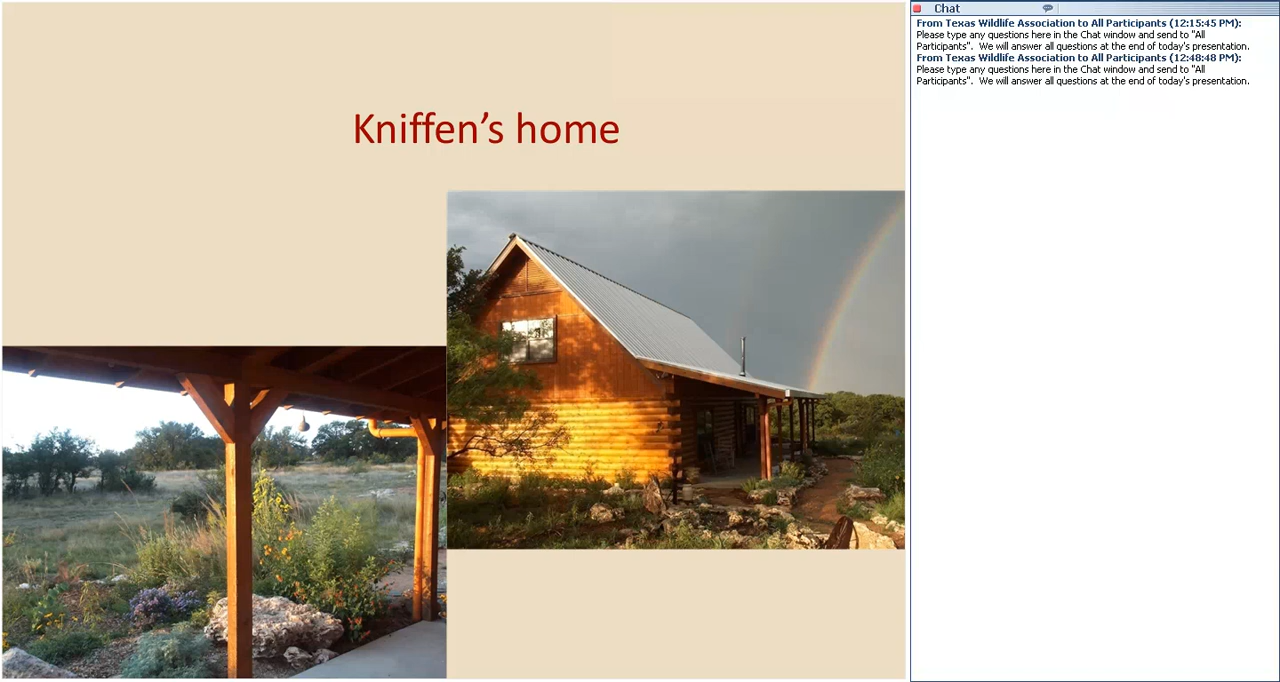 Kniffen’s home
Chat
From Texas Wildlife Association to All Participants (12:15:45 PM):
Please type any questions here in the Chat window and send to "All
Participants".  We will answer all questions at the end of today's presentation.
From Texas Wildlife Association to All Participants (12:48:48 PM):
Please type any questions here in the Chat window and send to "All
Participants".  We will answer all questions at the end of today's presentation.